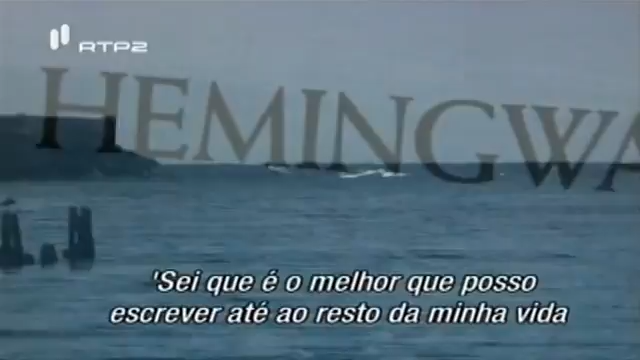 RTP2
HEMINGWA
'Sei que é o melhor que posso
escrever até ao resto da minha vida